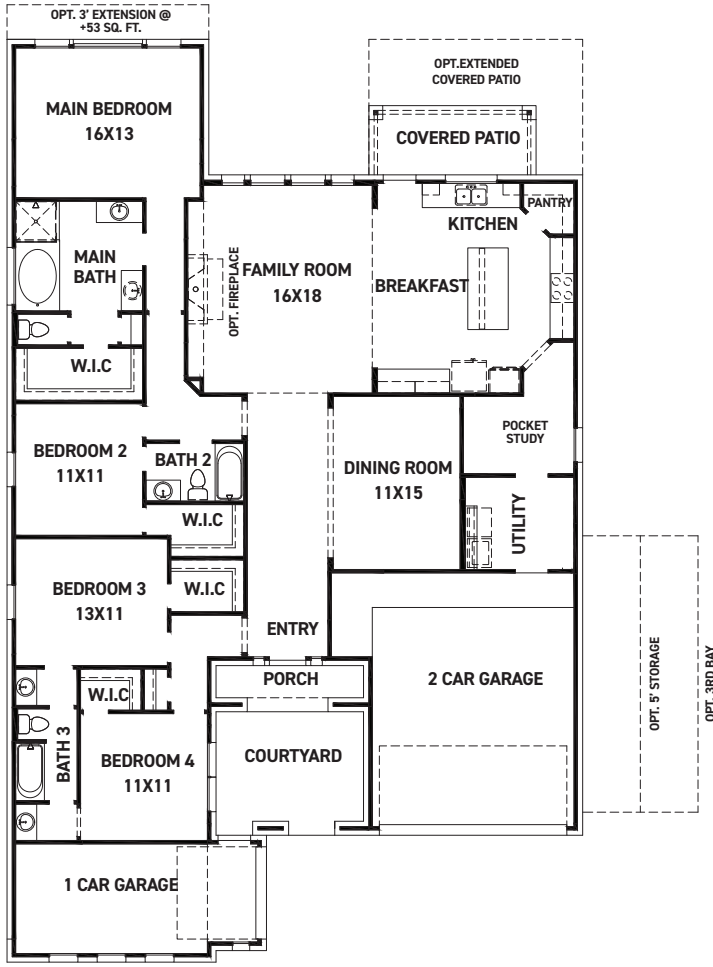 OPT. 3' EXTENSION @
+53 SQ. FT.
OPT.EXTENDED
COVERED PATIO
MAIN BEDROOM
16X13
COVERED PATIO
PANTRY
KITCHEN
MAIN
BATH
FAMILY ROOM
16X18
OPT. FIREPLACE
BREAKFAST
W.I.C
POCKET
STUDY
BEDROOM 2
11X11
BATH 2
DINING ROOM
11X15
W.I.C
UTILITY
BEDROOM 3
13X11
W.I.C
ENTRY
PORCH
2 CAR GARAGE
OPT. 5' STORAGE
OPT. 3RD BAY
W.I.C
BATH 3
BEDROOM 4
11X11
COURTYARD
1 CAR GARAGE